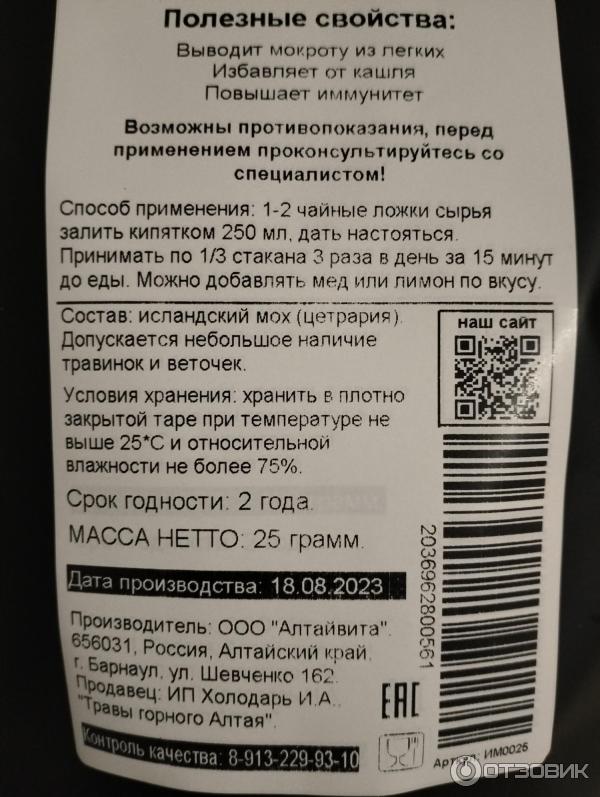 Полезные свойства:
Выводит мокроту из легких
Избавляет от кашля
Повышает иммунитет
Возможны противопоказания, перед
применением проконсультируйтесь со
специалистом!
Способ применения: 1-2 чайные ложки сырья
залить кипятком 250 мл, дать настояться.
Принимать по 1/3 стакана 3 раза в день за 15 минут
до еды. Можно добавлять мед или лимон по вкусу.
Состав: исландский мох (цетрария).
Допускается небольшое наличие
травинок и веточек.
наш сайт
Условия хранения: хранить в плотно
закрытой таре при температуре не
выше 25*С и относительной
влажности не более 75%.
Срок годности: 2 года.
МАССА НЕТТО: 25 грамм.
Дата производства: 18.08.2023
Производитель: ООО "Алтайвита".
656031, Россия, Алтайский край,
г. Барнаул, ул. Шевченко 162.
Продавец: ИП Холодарь И.А.,
"Травы горного Алтая".
Контроль качества: 8-913-229-93-10
2036962800561
EAC
Артикул: ИМ0025
ОТЗОВИК